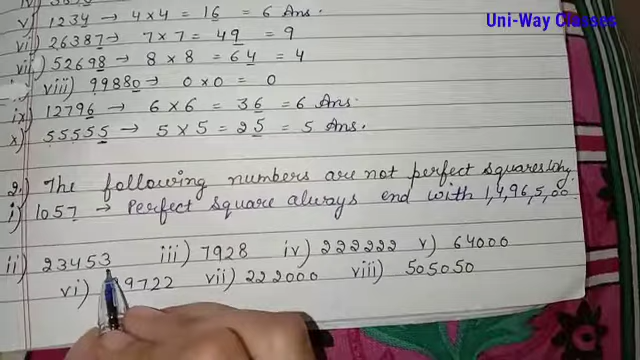 Uni-Way Classes
v) 1234 → 4 × 4 = 16 = 6 Ans.
vi) 26387 → 7 × 7 = 49 = 9
vii) 52698 → 8 × 8 = 64 = 4
viii) 99880 → 0 × 0 = 0
ix) 12796 → 6 × 6 = 36 = 6 Ans
x) 55555 → 5 × 5 = 25 = 5 Ans.
2.) The following numbers are not perfect squares. Why
i) 1057 → Perfect square always end with 1,4,9,6,5,00.
ii) 23453 iii) 7928 iv) 222222 v) 64000
vi) 9722 vii) 222000 viii) 505050